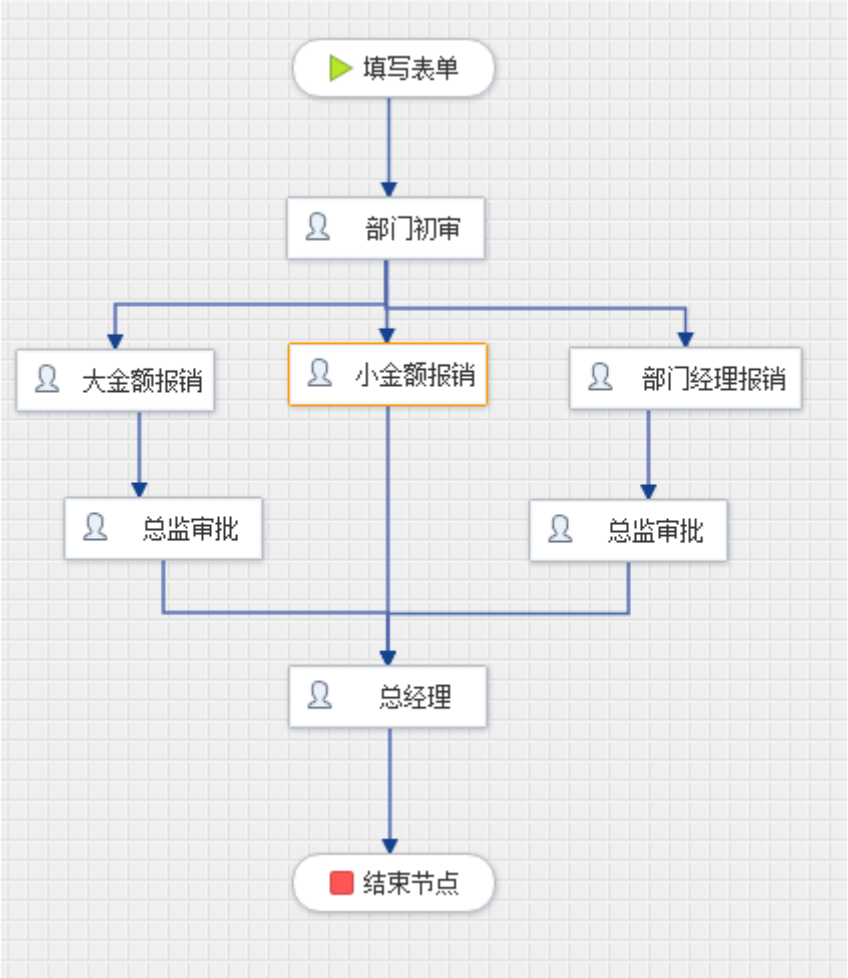 填写表单
部门初审
大金额报销
小金额报销
部门经理报销
总监审批
总监审批
总经理
结束节点